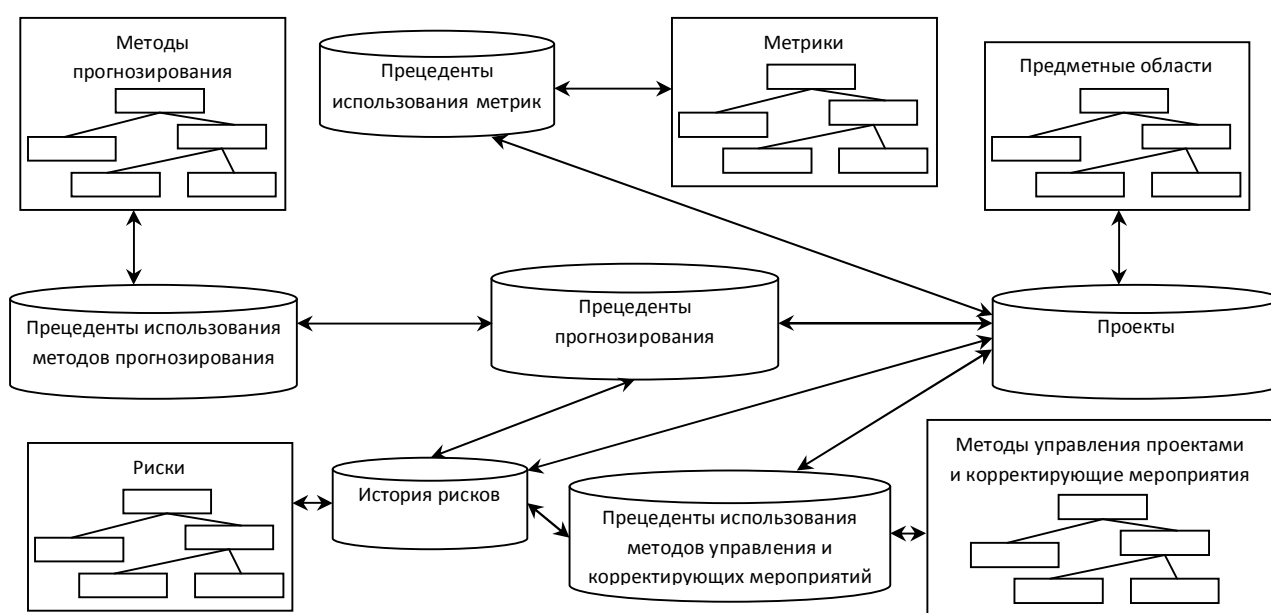 Методы
прогнозирования
Прецеденты
использования метрик
Метрики
Предметные области
Прецеденты использования
методов прогнозирования
Прецеденты
прогнозирования
Проекты
Риски
История рисков
Прецеденты использования
методов управления и
корректирующих мероприятий
Методы управления проектами
и корректирующие мероприятия